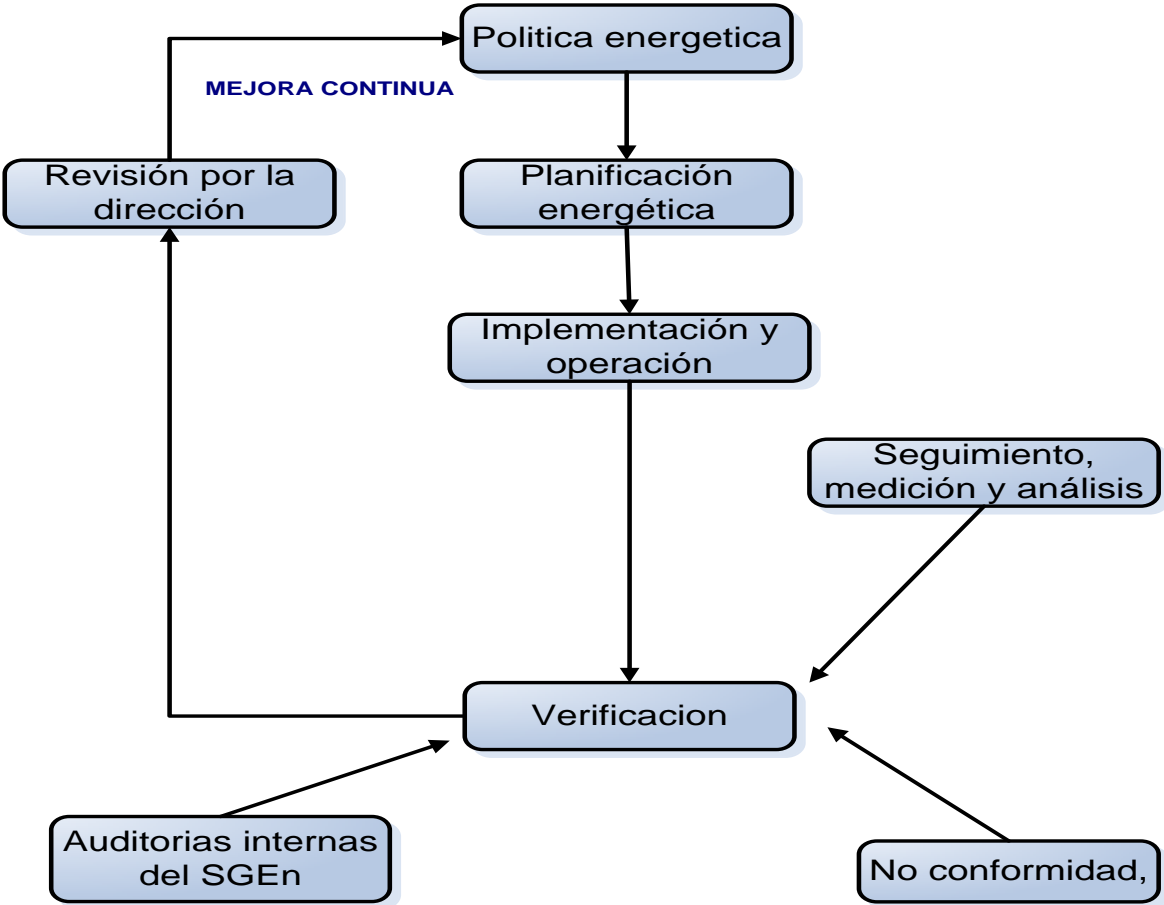 Politica energetica
MEJORA CONTINUA
Revisión por la
dirección
Planificación
energética
Implementación y
operación
Seguimiento,
medición y análisis
Verificacion
Auditorias internas
del SGEn
No conformidad,